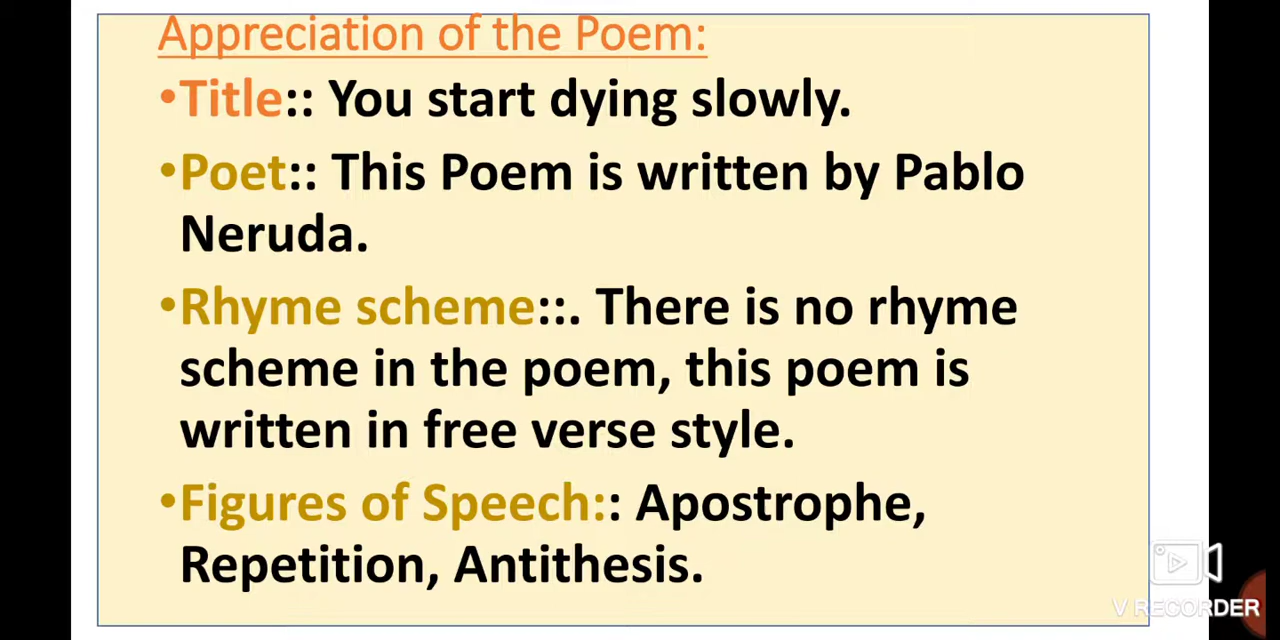 Appreciation of the Poem:
•Title:: You start dying slowly.
•Poet:: This Poem is written by Pablo
Neruda.
•Rhyme scheme::. There is no rhyme
scheme in the poem, this poem is
written in free verse style.
•Figures of Speech:: Apostrophe,
Repetition, Antithesis.
V RECORDER